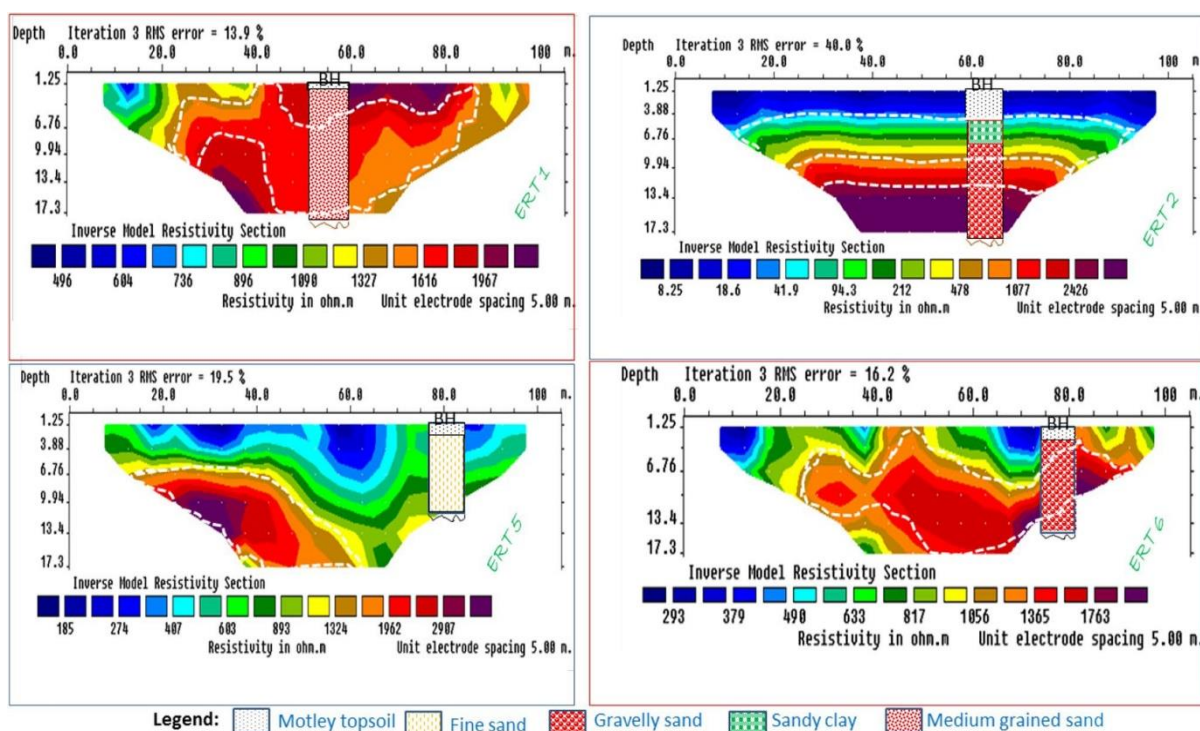 Depth Iteration 3 RMS error = 13.9 %
0.0 20.0 40.0 60.0 80.0 100 m.
BH
1.25
6.76
9.94
13.4
17.3
ERT1
Inverse Model Resistivity Section
496 604 736 896 1090 1327 1616 1967
Resistivity in ohm.m Unit electrode spacing 5.00 m.
Depth Iteration 3 RMS error = 40.0 %
0.0 20.0 40.0 60.0 80.0 100 m.
BH
1.25
3.88
6.76
9.94
13.4
17.3
ERT2
Inverse Model Resistivity Section
8.25 18.6 41.9 94.3 212 478 1077 2426
Resistivity in ohm.m Unit electrode spacing 5.00 m.
Depth Iteration 3 RMS error = 19.5 %
0.0 20.0 40.0 60.0 80.0 100 m.
BH
1.25
3.88
6.76
9.94
13.4
17.3
ERT5
Inverse Model Resistivity Section
185 274 407 603 893 1324 1962 2907
Resistivity in ohm.m Unit electrode spacing 5.00 m.
Depth Iteration 3 RMS error = 16.2 %
0.0 20.0 40.0 60.0 80.0 100 m.
BH
1.25
6.76
13.4
17.3
ERT6
Inverse Model Resistivity Section
293 379 490 633 817 1056 1365 1763
Resistivity in ohm.m Unit electrode spacing 5.00 m.
Legend: Motley topsoil Fine sand Gravelly sand Sandy clay Medium grained sand